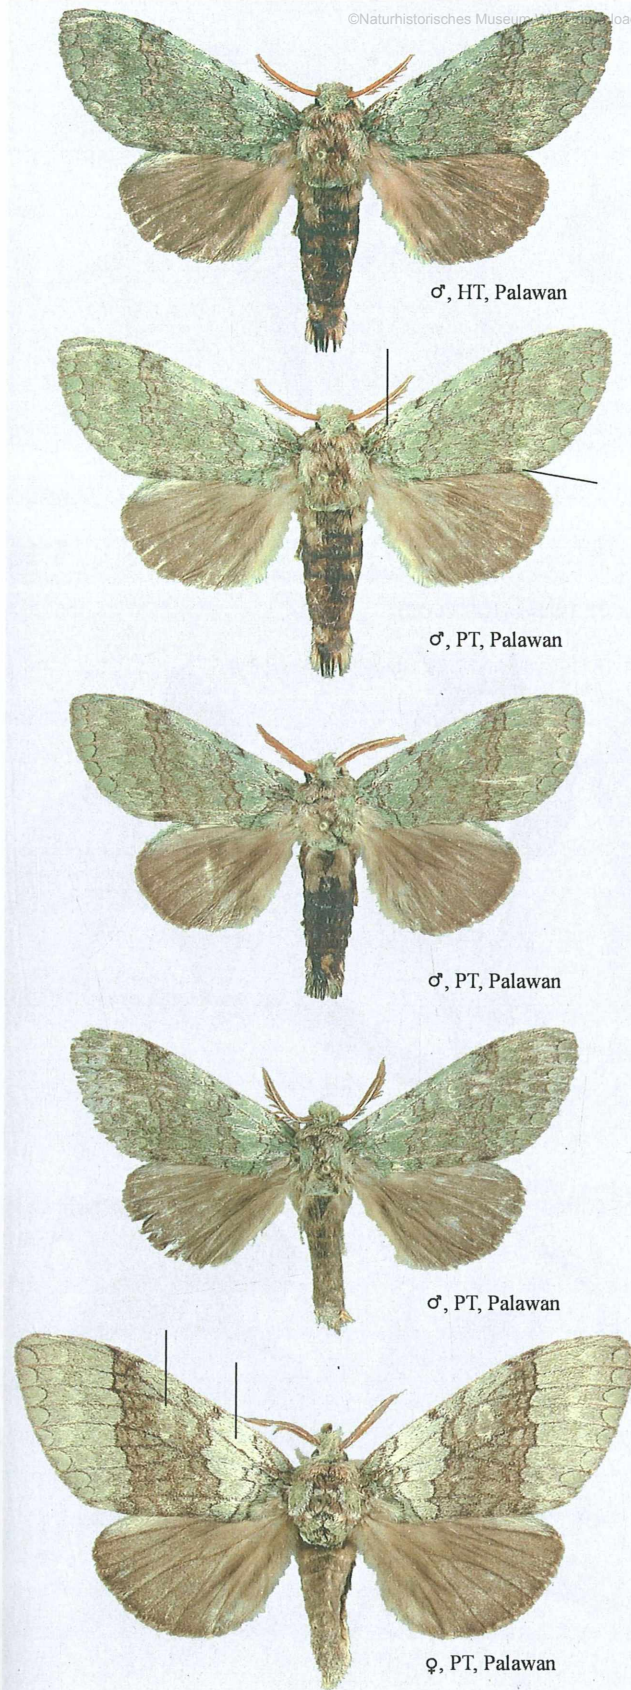 ©Naturhistorisches Museum
♂, HT, Palawan
♂, PT, Palawan
♂, PT, Palawan
♂, PT, Palawan
♀, PT, Palawan